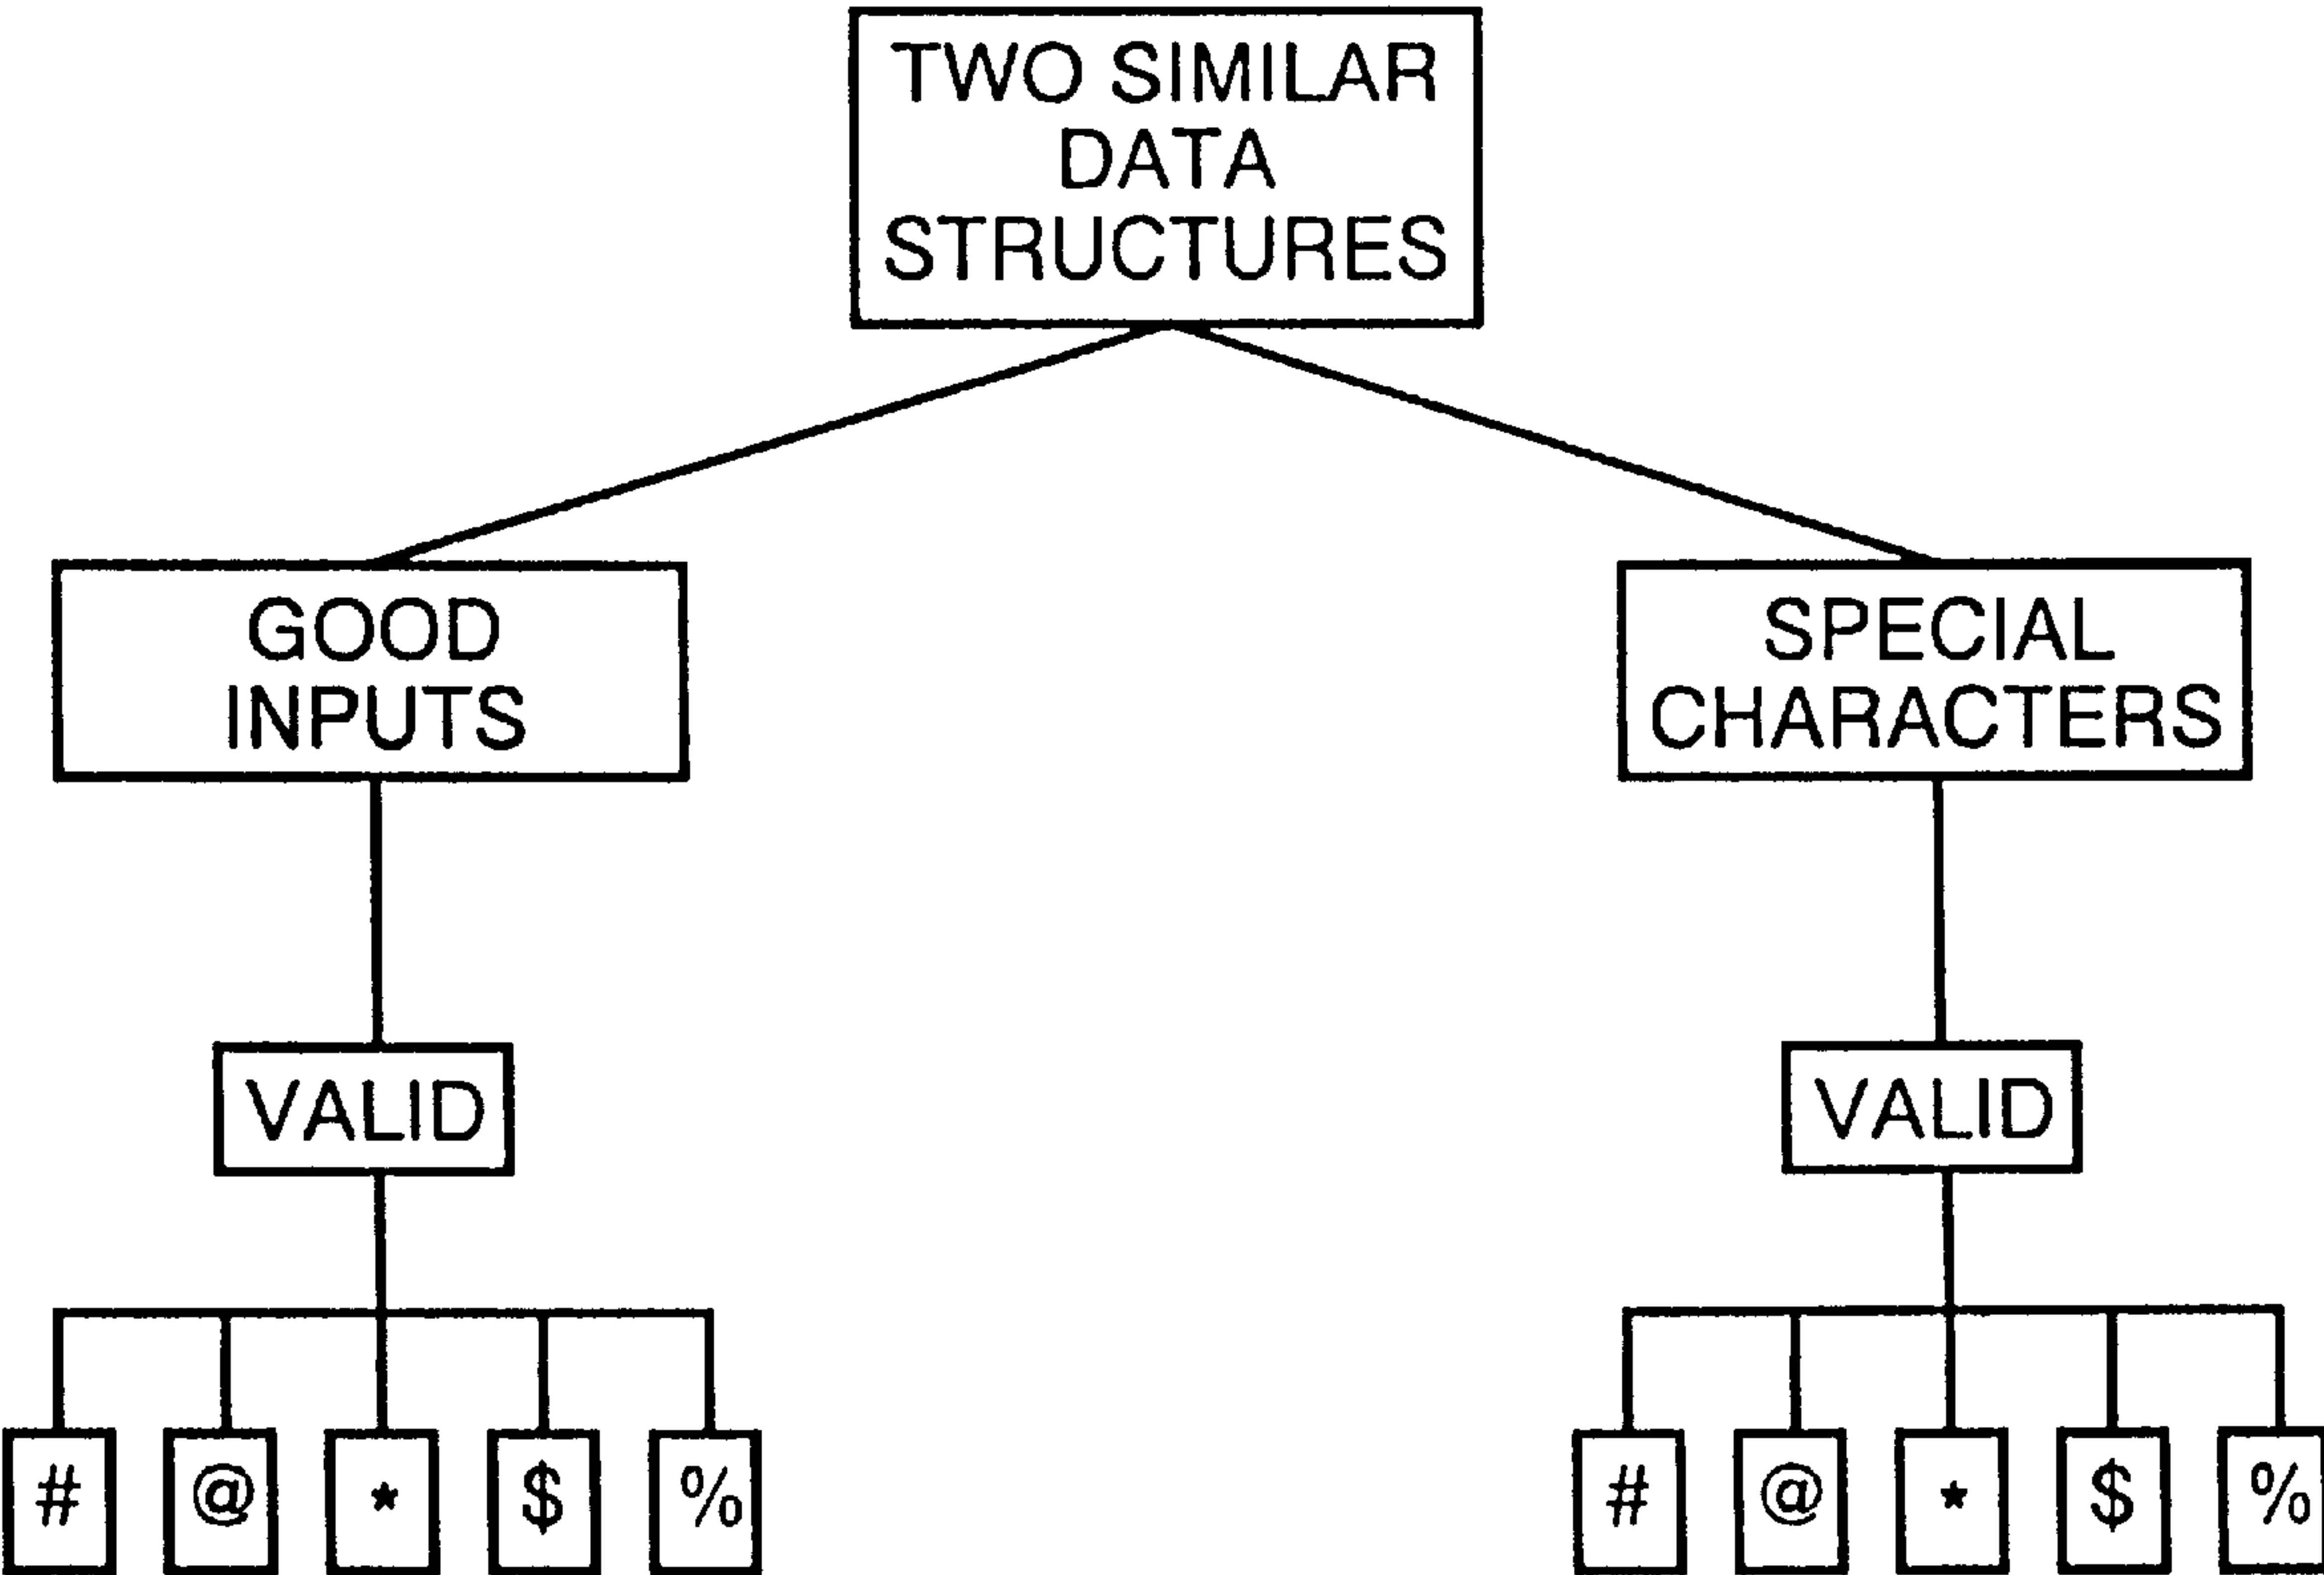 TWO SIMILAR
DATA
STRUCTURES
GOOD
INPUTS
SPECIAL
CHARACTERS
VALID
VALID
# @ * $ %
# @ * $ %